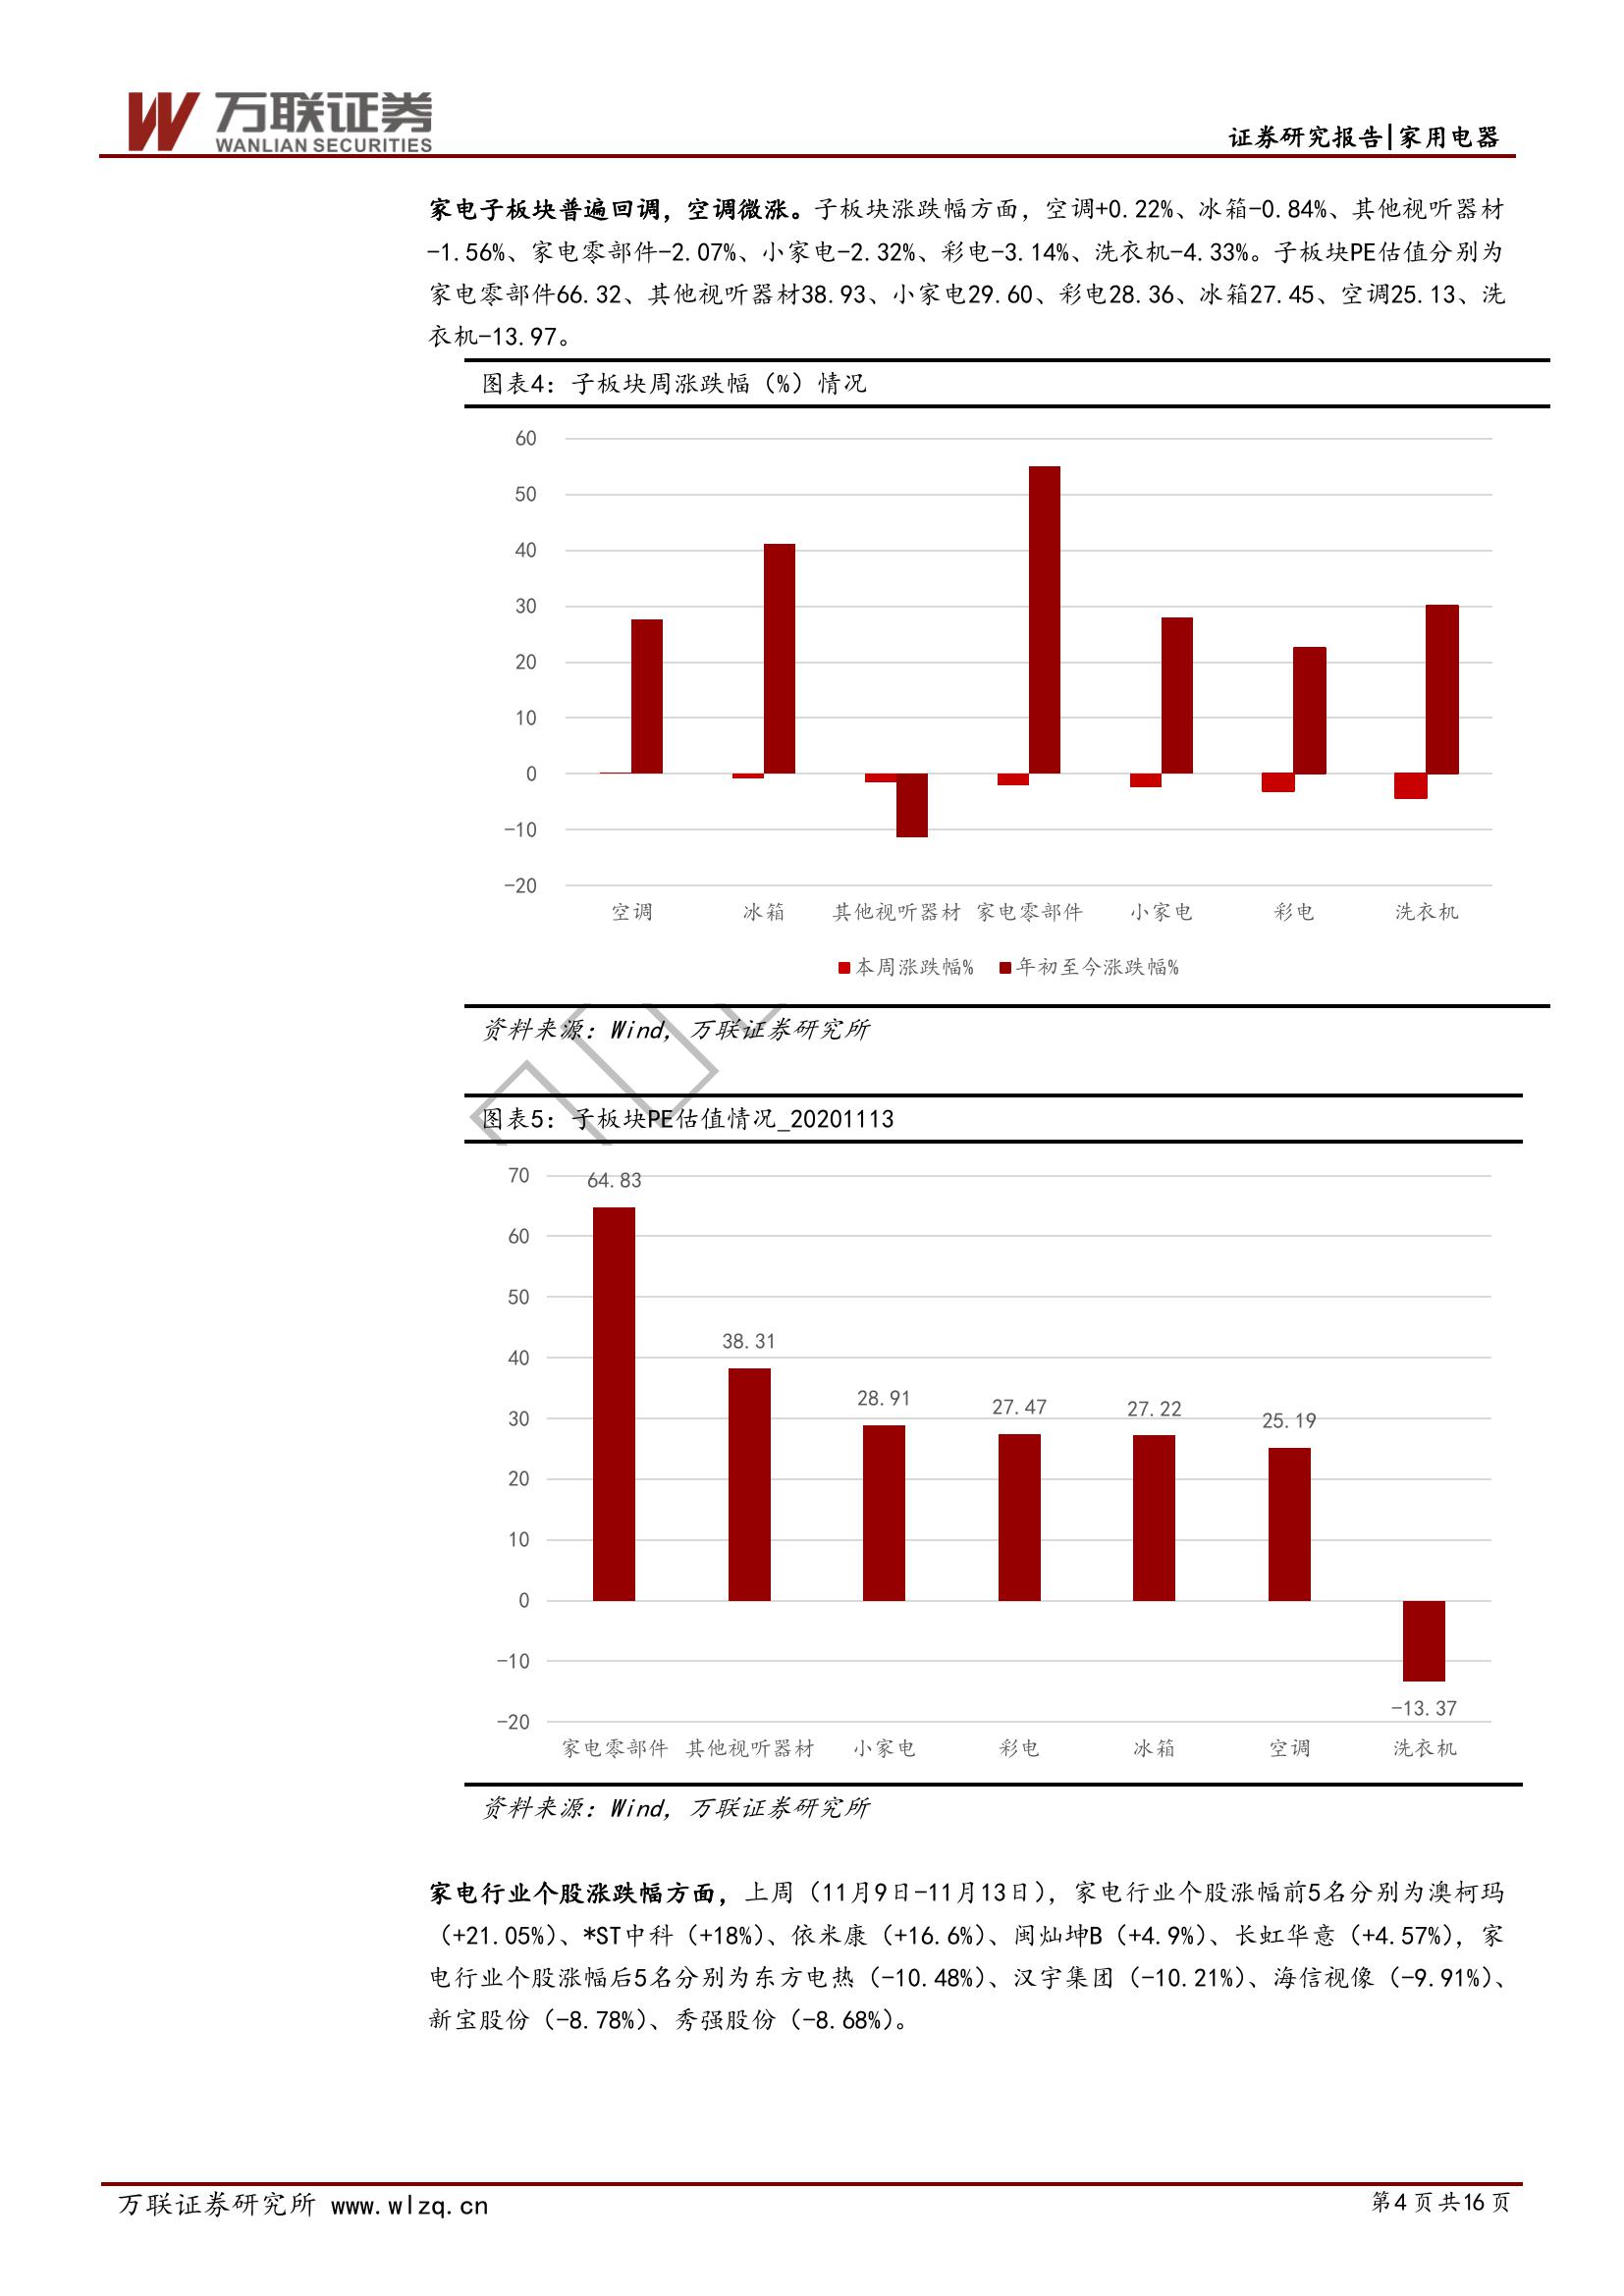 万联证券
WANLIAN SECURITIES
证券研究报告|家用电器
家电子板块普遍回调，空调微涨。子板块涨跌幅方面，空调+0.22%、冰箱-0.84%、其他视听器材
-1.56%、家电零部件-2.07%、小家电-2.32%、彩电-3.14%、洗衣机-4.33%。子板块PE估值分别为
家电零部件66.32、其他视听器材38.93、小家电29.60、彩电28.36、冰箱27.45、空调25.13、洗
衣机-13.97。
图表4：子板块周涨跌幅（%）情况
60
50
40
30
20
10
0
-10
-20
空调 冰箱 其他视听器材 家电零部件 小家电 彩电 洗衣机
本周涨跌幅% 年初至今涨跌幅%
资料来源：Wind，万联证券研究所
图表5：子板块PE估值情况_20201113
70
64.83
60
50
40
38.31
30
28.91
27.47
27.22
25.19
20
10
0
-10
-13.37
-20
家电零部件 其他视听器材 小家电 彩电 冰箱 空调 洗衣机
资料来源：Wind，万联证券研究所
家电行业个股涨跌幅方面，上周（11月9日-11月13日），家电行业个股涨幅前5名分别为澳柯玛
（+21.05%）、*ST中科（+18%）、依米康（+16.6%）、闽灿坤B（+4.9%）、长虹华意（+4.57%），家
电行业个股涨幅后5名分别为东方电热（-10.48%）、汉宇集团（-10.21%）、海信视像（-9.91%）、
新宝股份（-8.78%）、秀强股份（-8.68%）。
万联证券研究所 www.wlzq.cn
第4页共16页